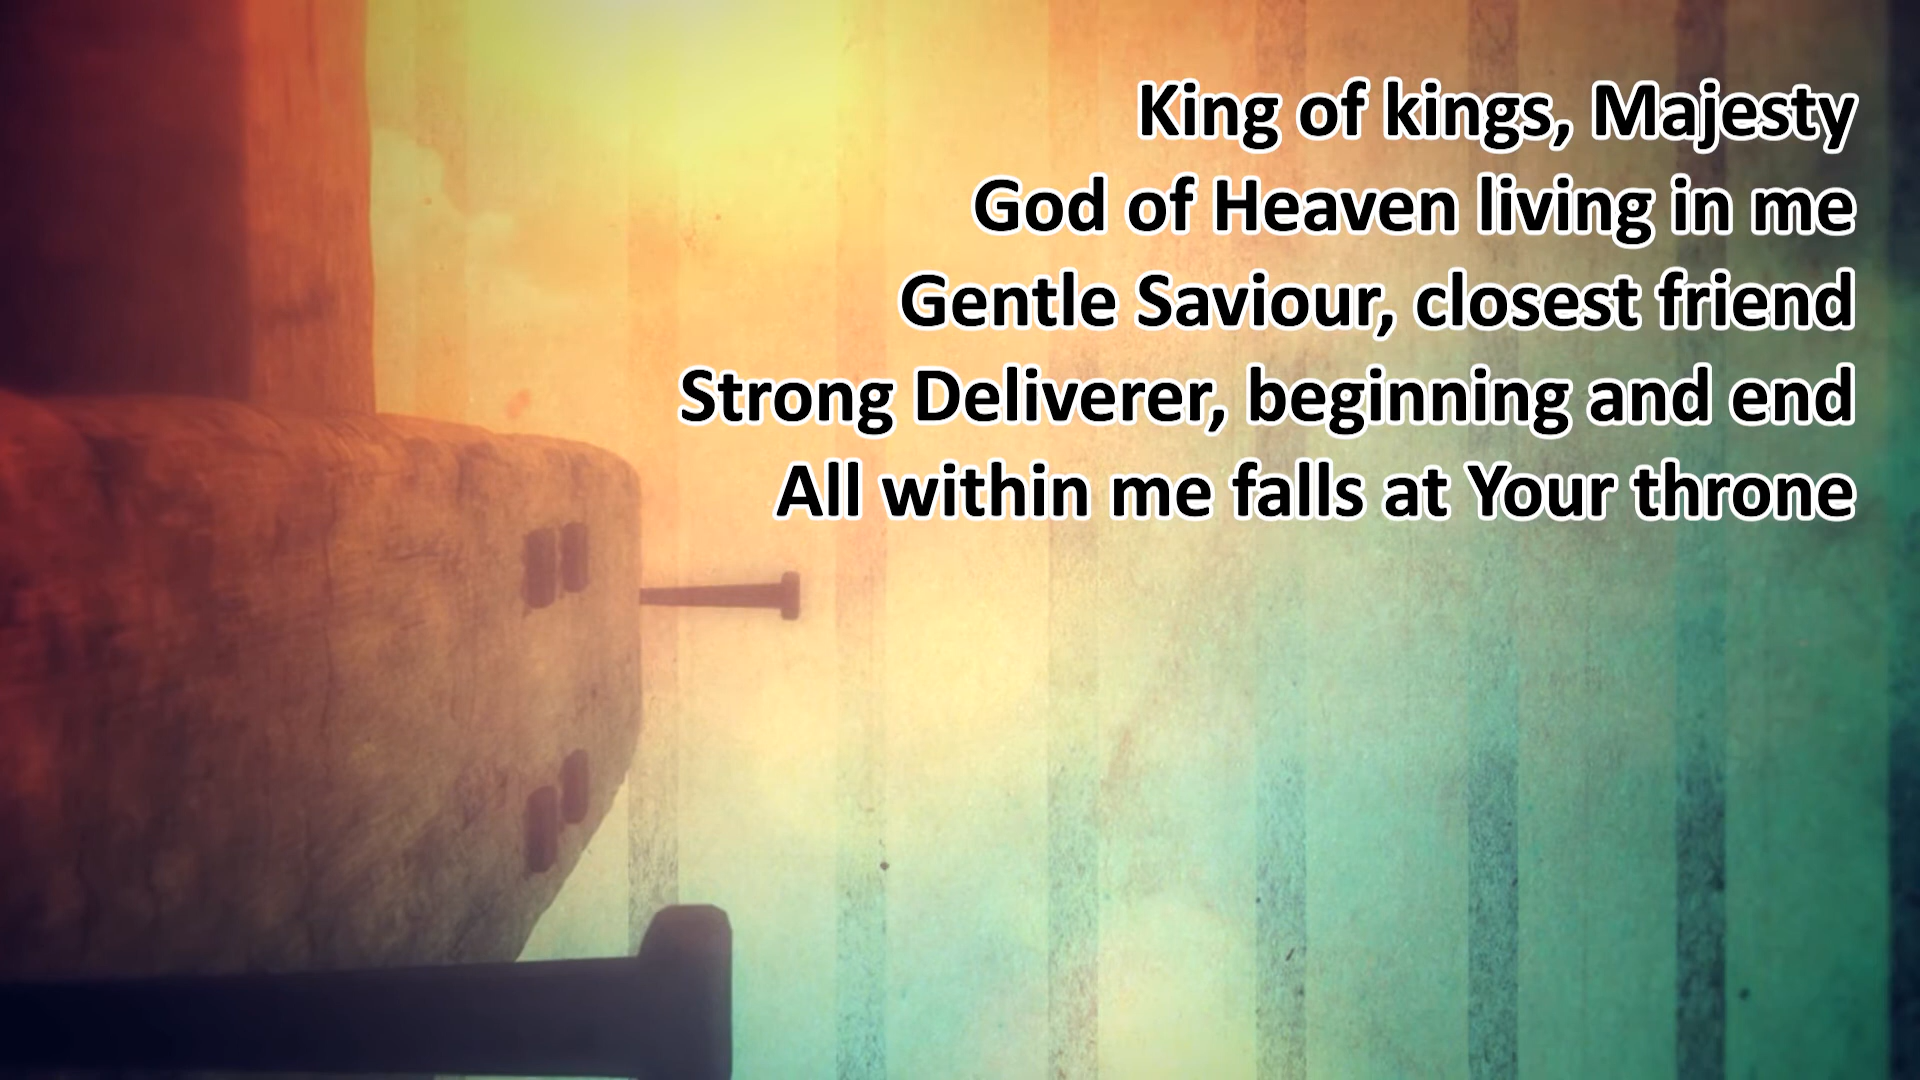 King of kings, Majesty
God of Heaven living in me
Gentle Saviour, closest friend
Strong Deliverer, beginning and end
All within me falls at Your throne